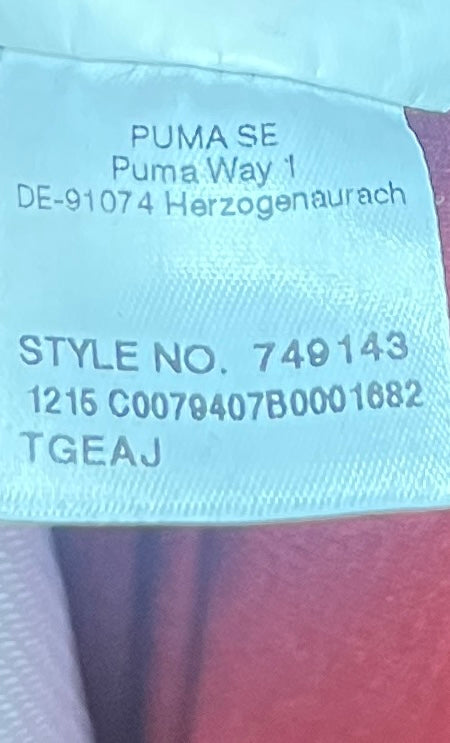 PUMA SE
Puma Way 1
DE-91074 Herzogenaurach
STYLE NO. 749143
1215 C0079407B0001682
TGEAJ